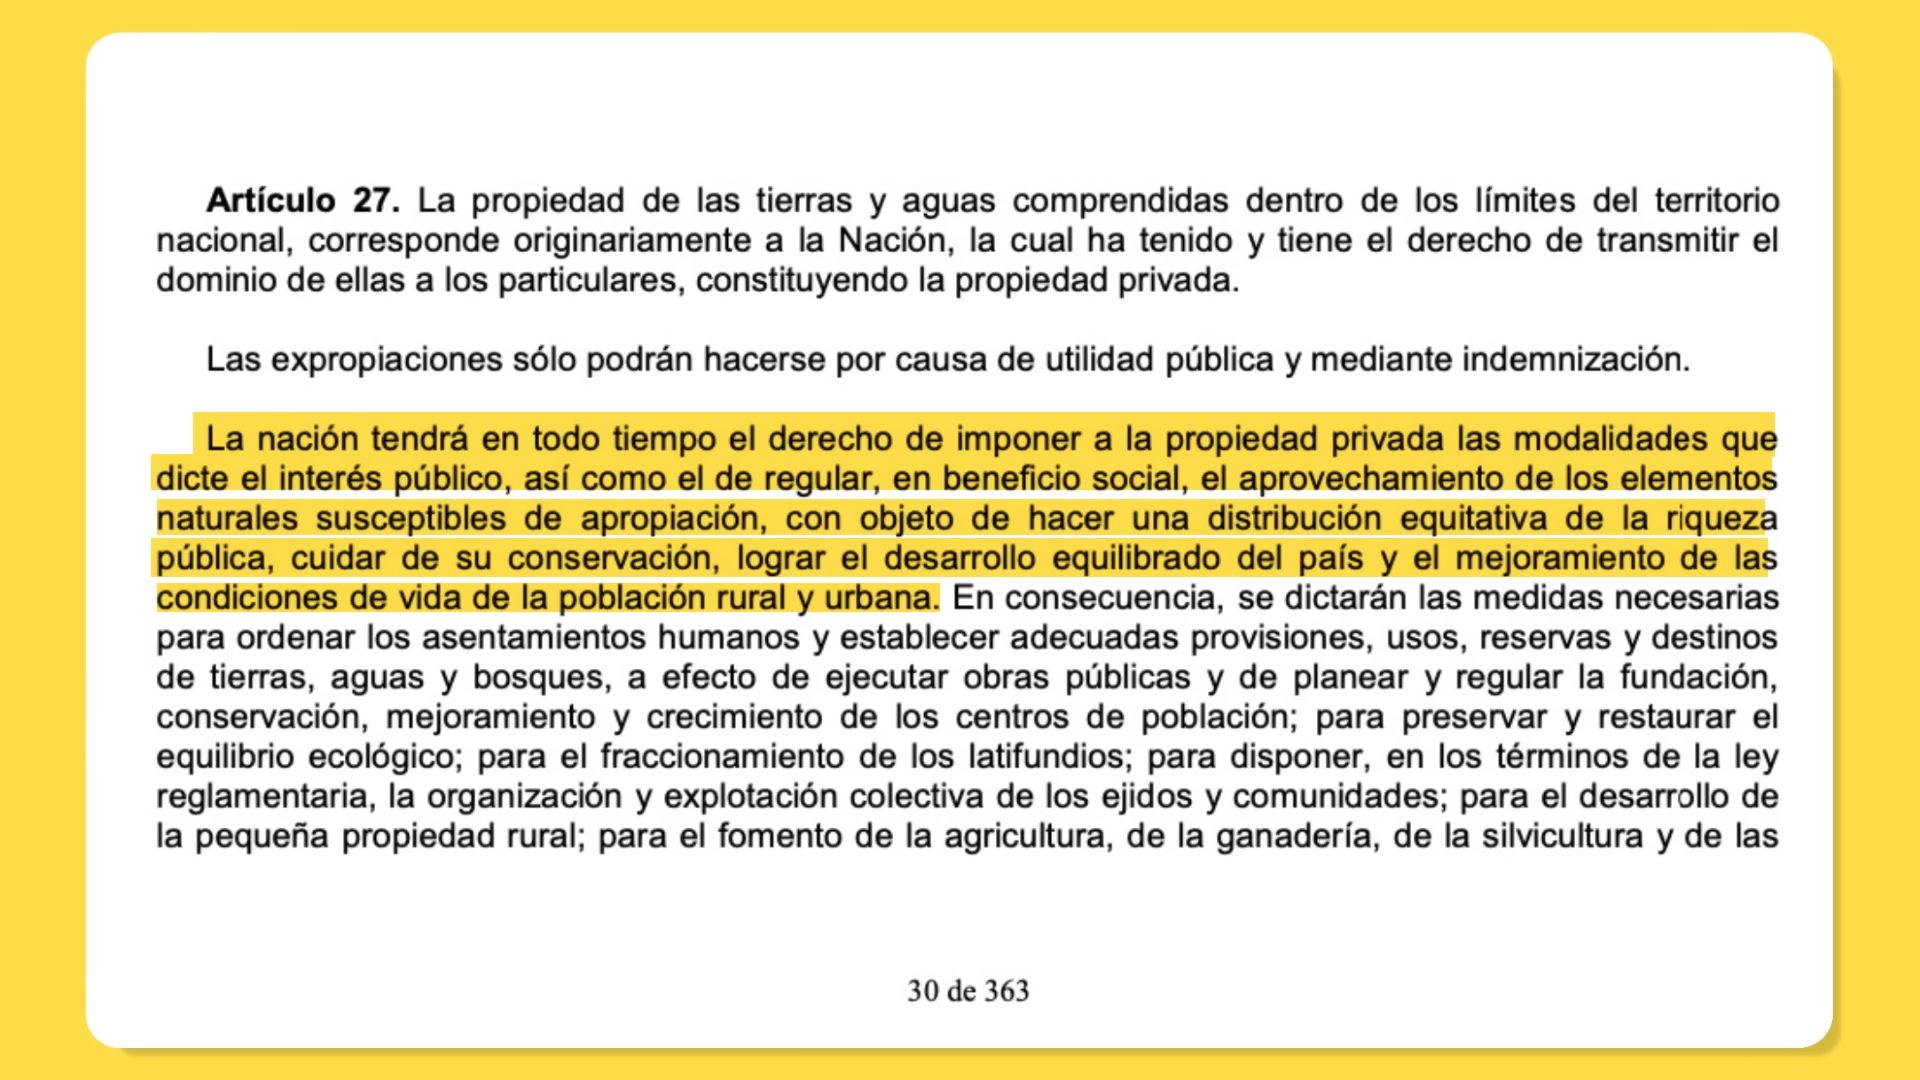 Artículo 27. La propiedad de las tierras y aguas comprendidas dentro de los límites del territorio
nacional, corresponde originariamente a la Nación, la cual ha tenido y tiene el derecho de transmitir el
dominio de ellas a los particulares, constituyendo la propiedad privada.
Las expropiaciones sólo podrán hacerse por causa de utilidad pública y mediante indemnización.
La nación tendrá en todo tiempo el derecho de imponer a la propiedad privada las modalidades que
dicte el interés público, así como el de regular, en beneficio social, el aprovechamiento de los elementos
naturales susceptibles de apropiación, con objeto de hacer una distribución equitativa de la riqueza
pública, cuidar de su conservación, lograr el desarrollo equilibrado del país y el mejoramiento de las
condiciones de vida de la población rural y urbana. En consecuencia, se dictarán las medidas necesarias
para ordenar los asentamientos humanos y establecer adecuadas provisiones, usos, reservas y destinos
de tierras, aguas y bosques, a efecto de ejecutar obras públicas y de planear y regular la fundación,
conservación, mejoramiento y crecimiento de los centros de población; para preservar y restaurar el
equilibrio ecológico; para el fraccionamiento de los latifundios; para disponer, en los términos de la ley
reglamentaria, la organización y explotación colectiva de los ejidos y comunidades; para el desarrollo de
la pequeña propiedad rural; para el fomento de la agricultura, de la ganadería, de la silvicultura y de las
30 de 363